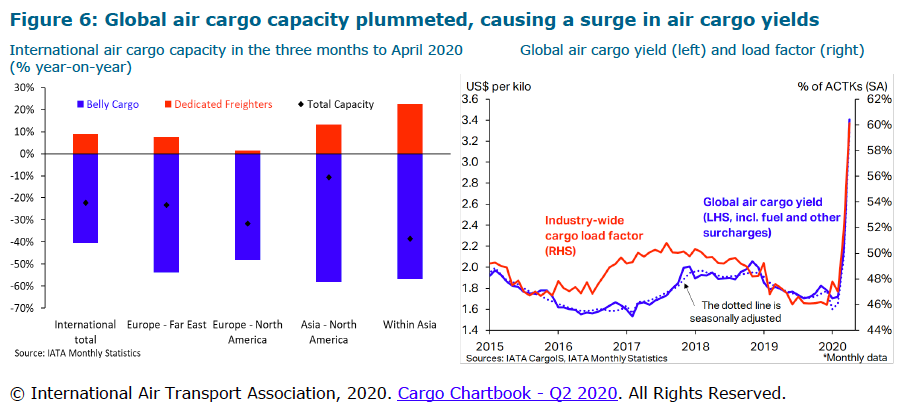 Figure 6: Global air cargo capacity plummeted, causing a surge in air cargo yields
International air cargo capacity in the three months to April 2020
(% year-on-year)
30%
20%
10%
0%
-10%
-20%
-30%
-40%
-50%
-60%
-70%
Belly Cargo
Dedicated Freighters
Total Capacity
International
total
Europe - Far East
Europe - North
America
Asia - North
America
Within Asia
Source: IATA Monthly Statistics
Global air cargo yield (left) and load factor (right)
US$ per kilo
% of ACTKs (SA)
3.6
3.4
3.2
3.0
2.8
2.6
2.4
2.2
2.0
1.8
1.6
1.4
62%
60%
58%
56%
54%
52%
50%
48%
46%
44%
Industry-wide
cargo load factor
(RHS)
Global air cargo yield
(LHS, incl. fuel and other
surcharges)
The dotted line is
seasonally adjusted
2015
2016
2017
2018
2019
2020
Sources: IATA CargoIS, IATA Monthly Statistics
*Monthly data
© International Air Transport Association, 2020. Cargo Chartbook - Q2 2020. All Rights Reserved.